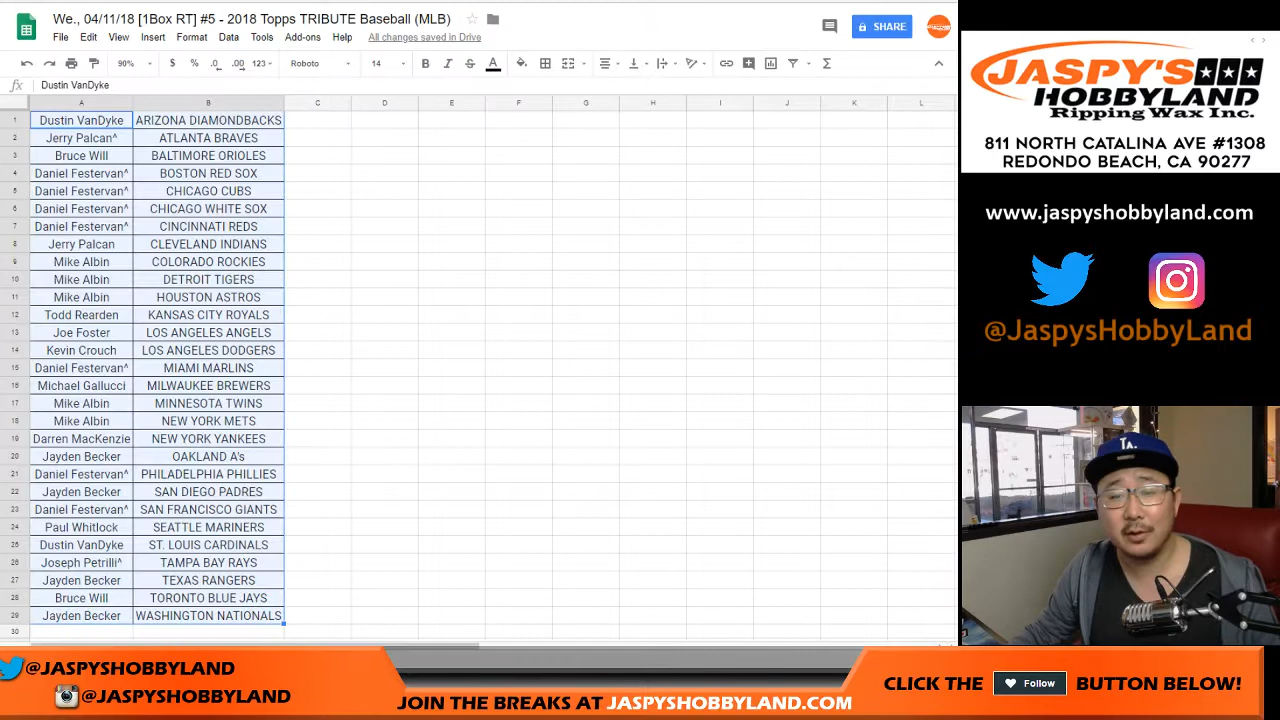 We., 04/11/18 [1Box RT] #5 - 2018 Topps TRIBUTE Baseball (MLB)
File Edit View Insert Format Data Tools Add-ons Help All changes saved in Drive
SHARE
90% $ % .0 .00 123 Roboto 14 B I S A Σ
fx Dustin VanDyke
A B C D E F G H I J K L
1 Dustin VanDyke ARIZONA DIAMONDBACKS
2 Jerry Palcan^ ATLANTA BRAVES
3 Bruce Will BALTIMORE ORIOLES
4 Daniel Festervan^ BOSTON RED SOX
5 Daniel Festervan^ CHICAGO CUBS
6 Daniel Festervan^ CHICAGO WHITE SOX
7 Daniel Festervan^ CINCINNATI REDS
8 Jerry Palcan CLEVELAND INDIANS
9 Mike Albin COLORADO ROCKIES
10 Mike Albin DETROIT TIGERS
11 Mike Albin HOUSTON ASTROS
12 Todd Rearden KANSAS CITY ROYALS
13 Joe Foster LOS ANGELES ANGELS
14 Kevin Crouch LOS ANGELES DODGERS
15 Daniel Festervan^ MIAMI MARLINS
16 Michael Gallucci MILWAUKEE BREWERS
17 Mike Albin MINNESOTA TWINS
18 Mike Albin NEW YORK METS
19 Darren MacKenzie NEW YORK YANKEES
20 Jayden Becker OAKLAND A's
21 Daniel Festervan^ PHILADELPHIA PHILLIES
22 Jayden Becker SAN DIEGO PADRES
23 Daniel Festervan^ SAN FRANCISCO GIANTS
24 Paul Whitlock SEATTLE MARINERS
25 Dustin VanDyke ST. LOUIS CARDINALS
26 Joseph Petrilli^ TAMPA BAY RAYS
27 Jayden Becker TEXAS RANGERS
28 Bruce Will TORONTO BLUE JAYS
29 Jayden Becker WASHINGTON NATIONALS
30
JASPY'S
HOBBYLAND
Ripping Wax Inc.
811 NORTH CATALINA AVE #1308
REDONDO BEACH, CA 90277
www.jaspyshobbyland.com
@JaspysHobbyLand
LA
@JASPYSHOBBYLAND
@JASPYSHOBBYLAND
JOIN THE BREAKS AT JASPYSHOBBYLAND.COM
CLICK THE Follow BUTTON BELOW!